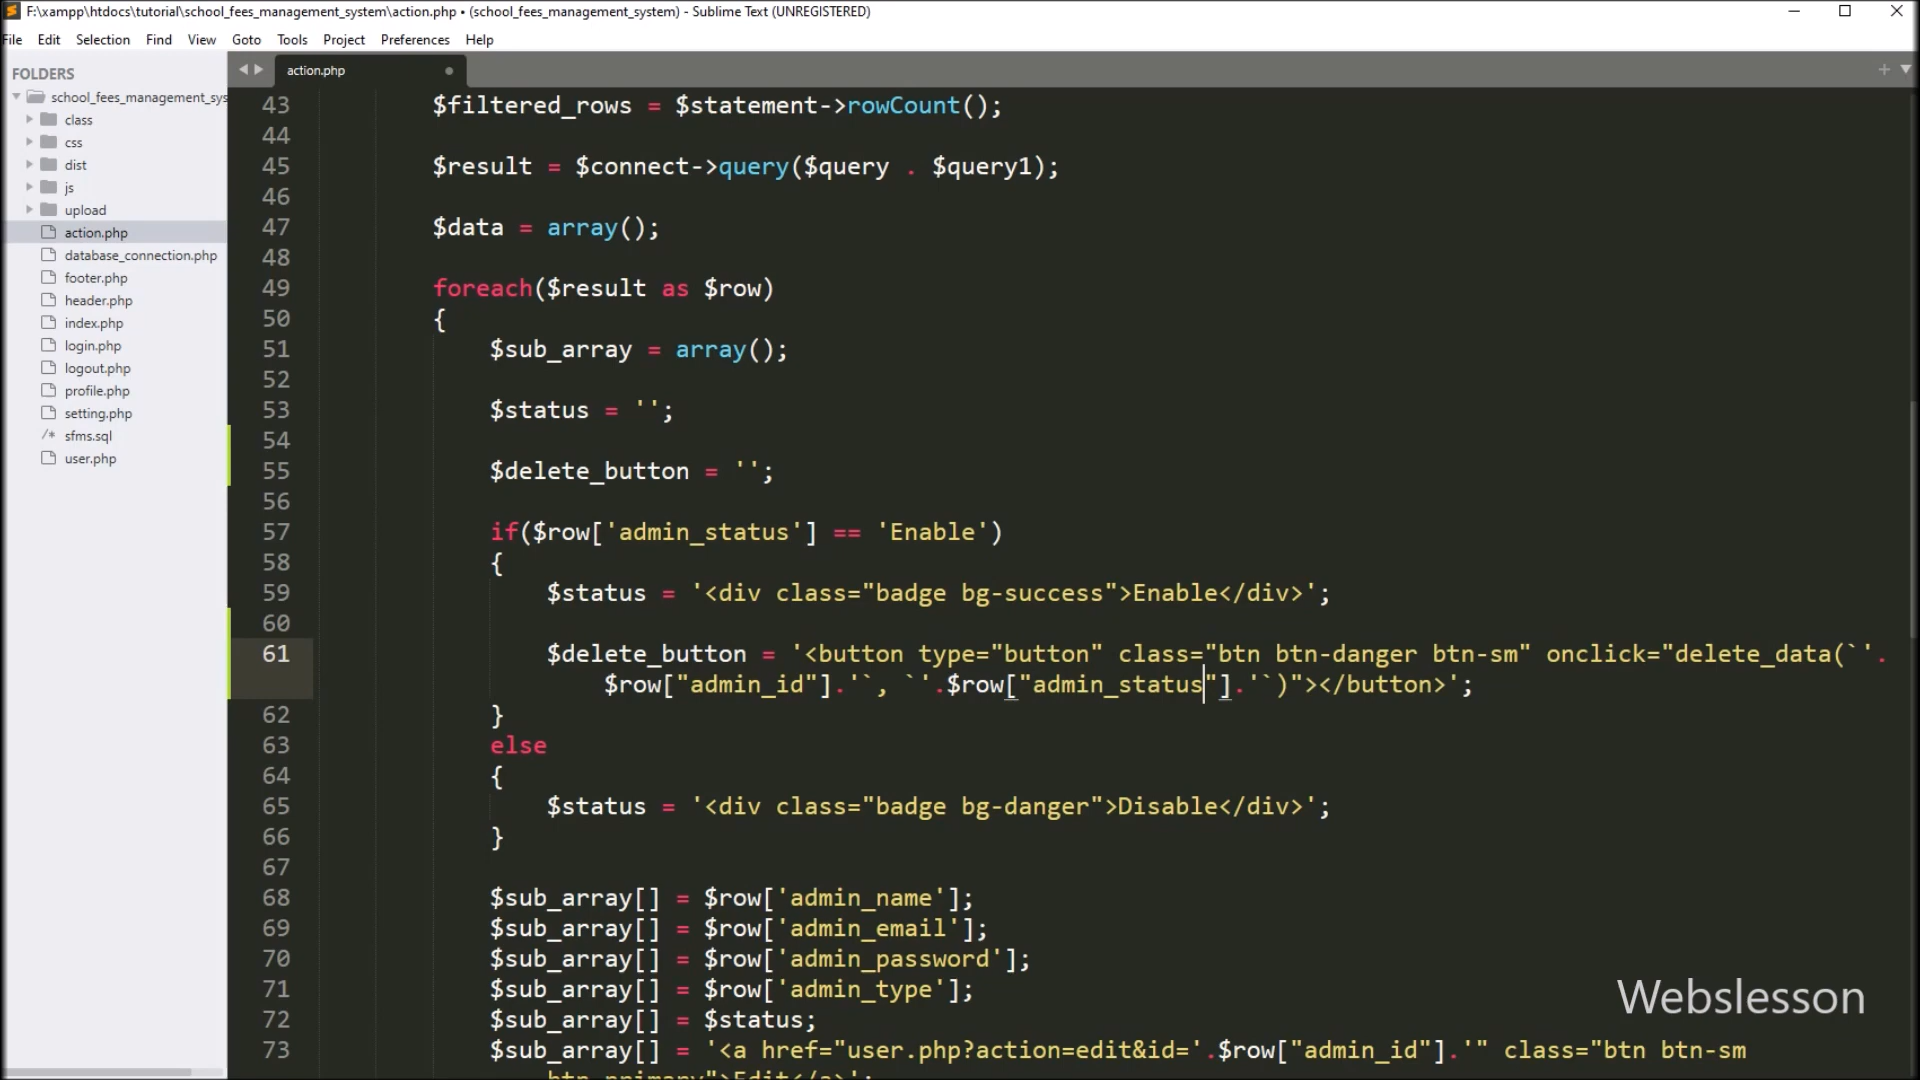 F:\xampp\htdocs\tutorial\school_fees_management_system\action.php • (school_fees_management_system) - Sublime Text (UNREGISTERED)
File Edit Selection Find View Goto Tools Project Preferences Help
FOLDERS
school_fees_management_sys
class
css
dist
js
upload
action.php
database_connection.php
footer.php
header.php
index.php
login.php
logout.php
profile.php
setting.php
/* sfms.sql
user.php
action.php
43 $filtered_rows = $statement->rowCount();
44
45 $result = $connect->query($query . $query1);
46
47 $data = array();
48
49 foreach($result as $row)
50 {
51 $sub_array = array();
52
53 $status = '';
54
55 $delete_button = '';
56
57 if($row['admin_status'] == 'Enable')
58 {
59 $status = '<div class="badge bg-success">Enable</div>';
60
61 $delete_button = '<button type="button" class="btn btn-danger btn-sm" onclick="delete_data(`'.
$row["admin_id"].'`, `'.$row["admin_status"].'`)"></button>';
62 }
63 else
64 {
65 $status = '<div class="badge bg-danger">Disable</div>';
66 }
67
68 $sub_array[] = $row['admin_name'];
69 $sub_array[] = $row['admin_email'];
70 $sub_array[] = $row['admin_password'];
71 $sub_array[] = $row['admin_type'];
72 $sub_array[] = $status;
73 $sub_array[] = '<a href="user.php?action=edit&id='.$row["admin_id"].'" class="btn btn-sm
btn-primary">Edit</a>';
Webslesson